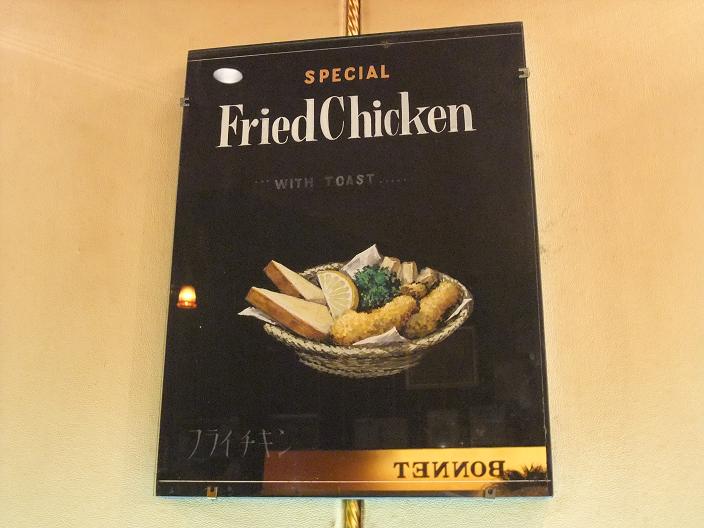 SPECIAL
Fried Chicken
...WITH TOAST.....
フライチキン
BONNET